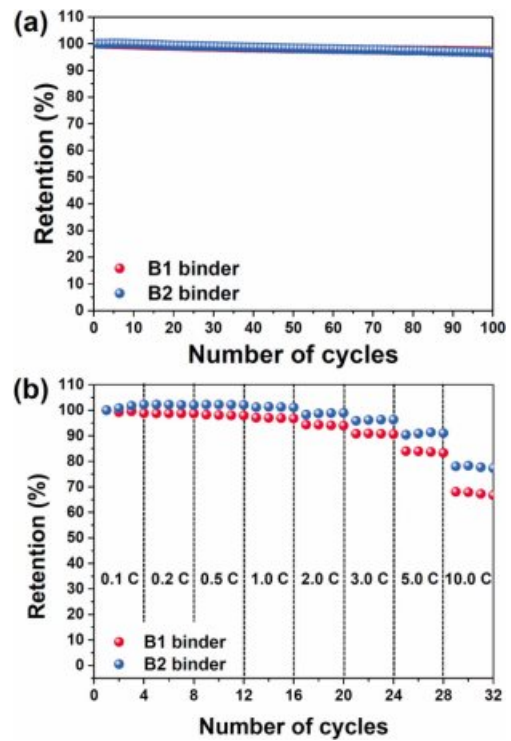 (a)
110
100
90
80
70
60
50
40
30
20
10
0
Retention (%)
B1 binder
B2 binder
0 10 20 30 40 50 60 70 80 90 100
Number of cycles
(b)
110
100
90
80
70
60
50
40
30
20
10
0
Retention (%)
0.1 C 0.2 C 0.5 C 1.0 C 2.0 C 3.0 C 5.0 C 10.0 C
B1 binder
B2 binder
0 4 8 12 16 20 24 28 32
Number of cycles